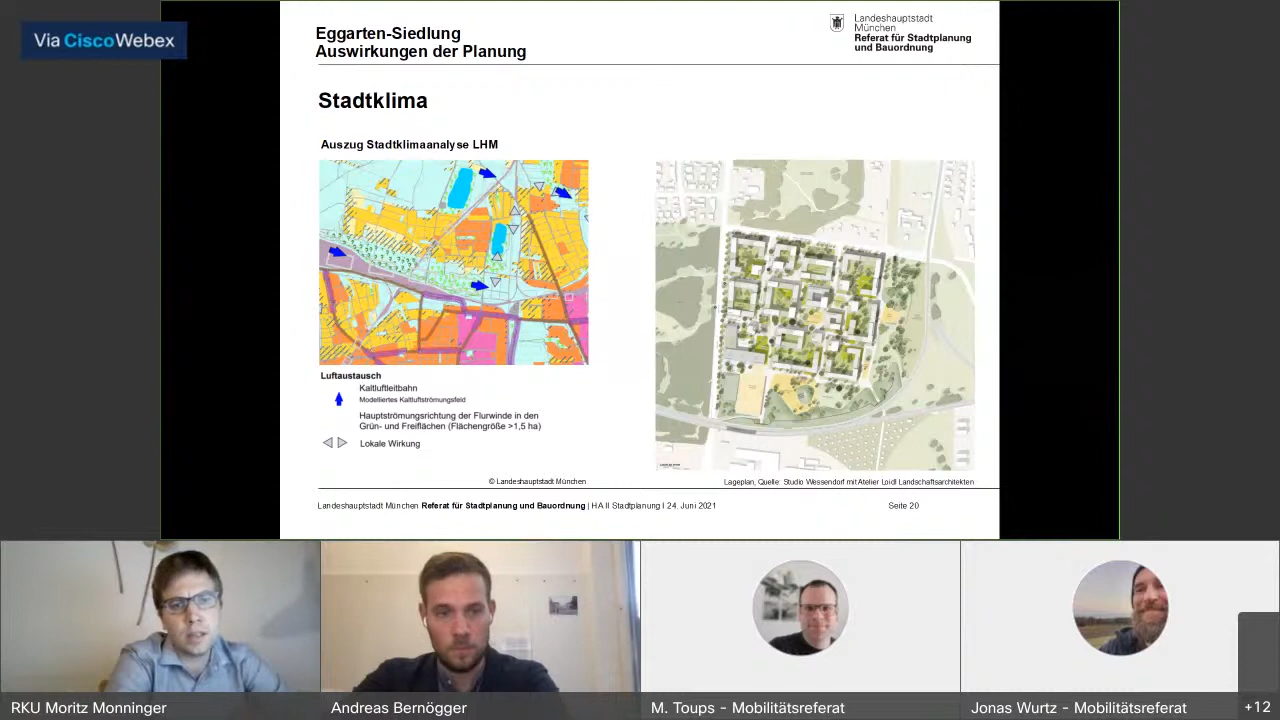 Via Cisco Webex
Eggarten-Siedlung
Auswirkungen der Planung
Landeshauptstadt
München
Referat für Stadtplanung
und Bauordnung
Stadtklima
Auszug Stadtklimaanalyse LHM
Luftaustausch
Kaltluftleitbahn
Modelliertes Kaltluftströmungsfeld
Hauptströmungsrichtung der Flurwinde in den
Grün- und Freiflächen (Flächengröße >1,5 ha)
Lokale Wirkung
© Landeshauptstadt München
Lageplan, Quelle: Studio Wessendorf mit Atelier Loidl Landschaftsarchitekten
Landeshauptstadt München Referat für Stadtplanung und Bauordnung | HA II Stadtplanung I 24. Juni 2021
Seite 20
RKU Moritz Monninger
Andreas Bernögger
M. Toups - Mobilitätsreferat
Jonas Wurtz - Mobilitätsreferat
+12